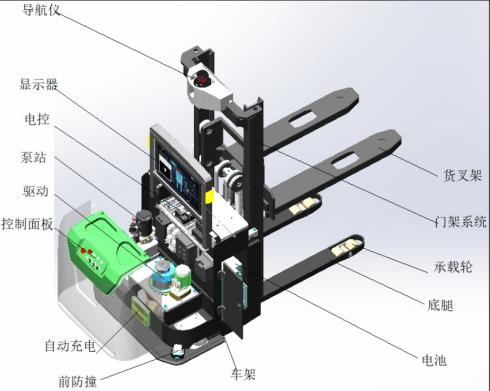 导航仪
显示器
电控
泵站
驱动
控制面板
自动充电
前防撞
车架
电池
底腿
承载轮
门架系统
货叉架